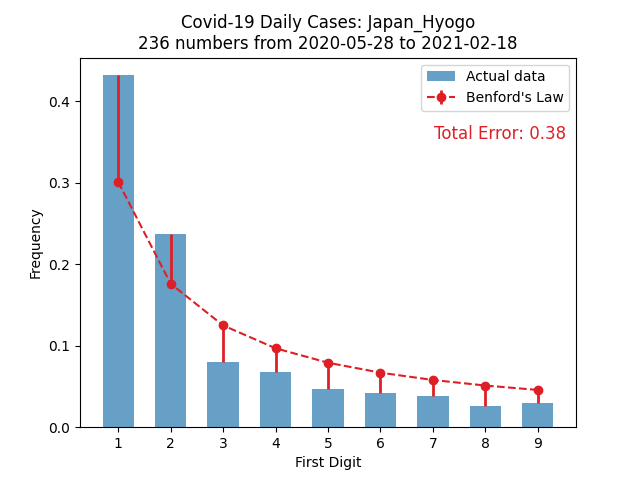 Covid-19 Daily Cases: Japan_Hyogo
236 numbers from 2020-05-28 to 2021-02-18
Actual data
Benford's Law
Total Error: 0.38
Frequency
0.4
0.3
0.2
0.1
0.0
1 2 3 4 5 6 7 8 9
First Digit